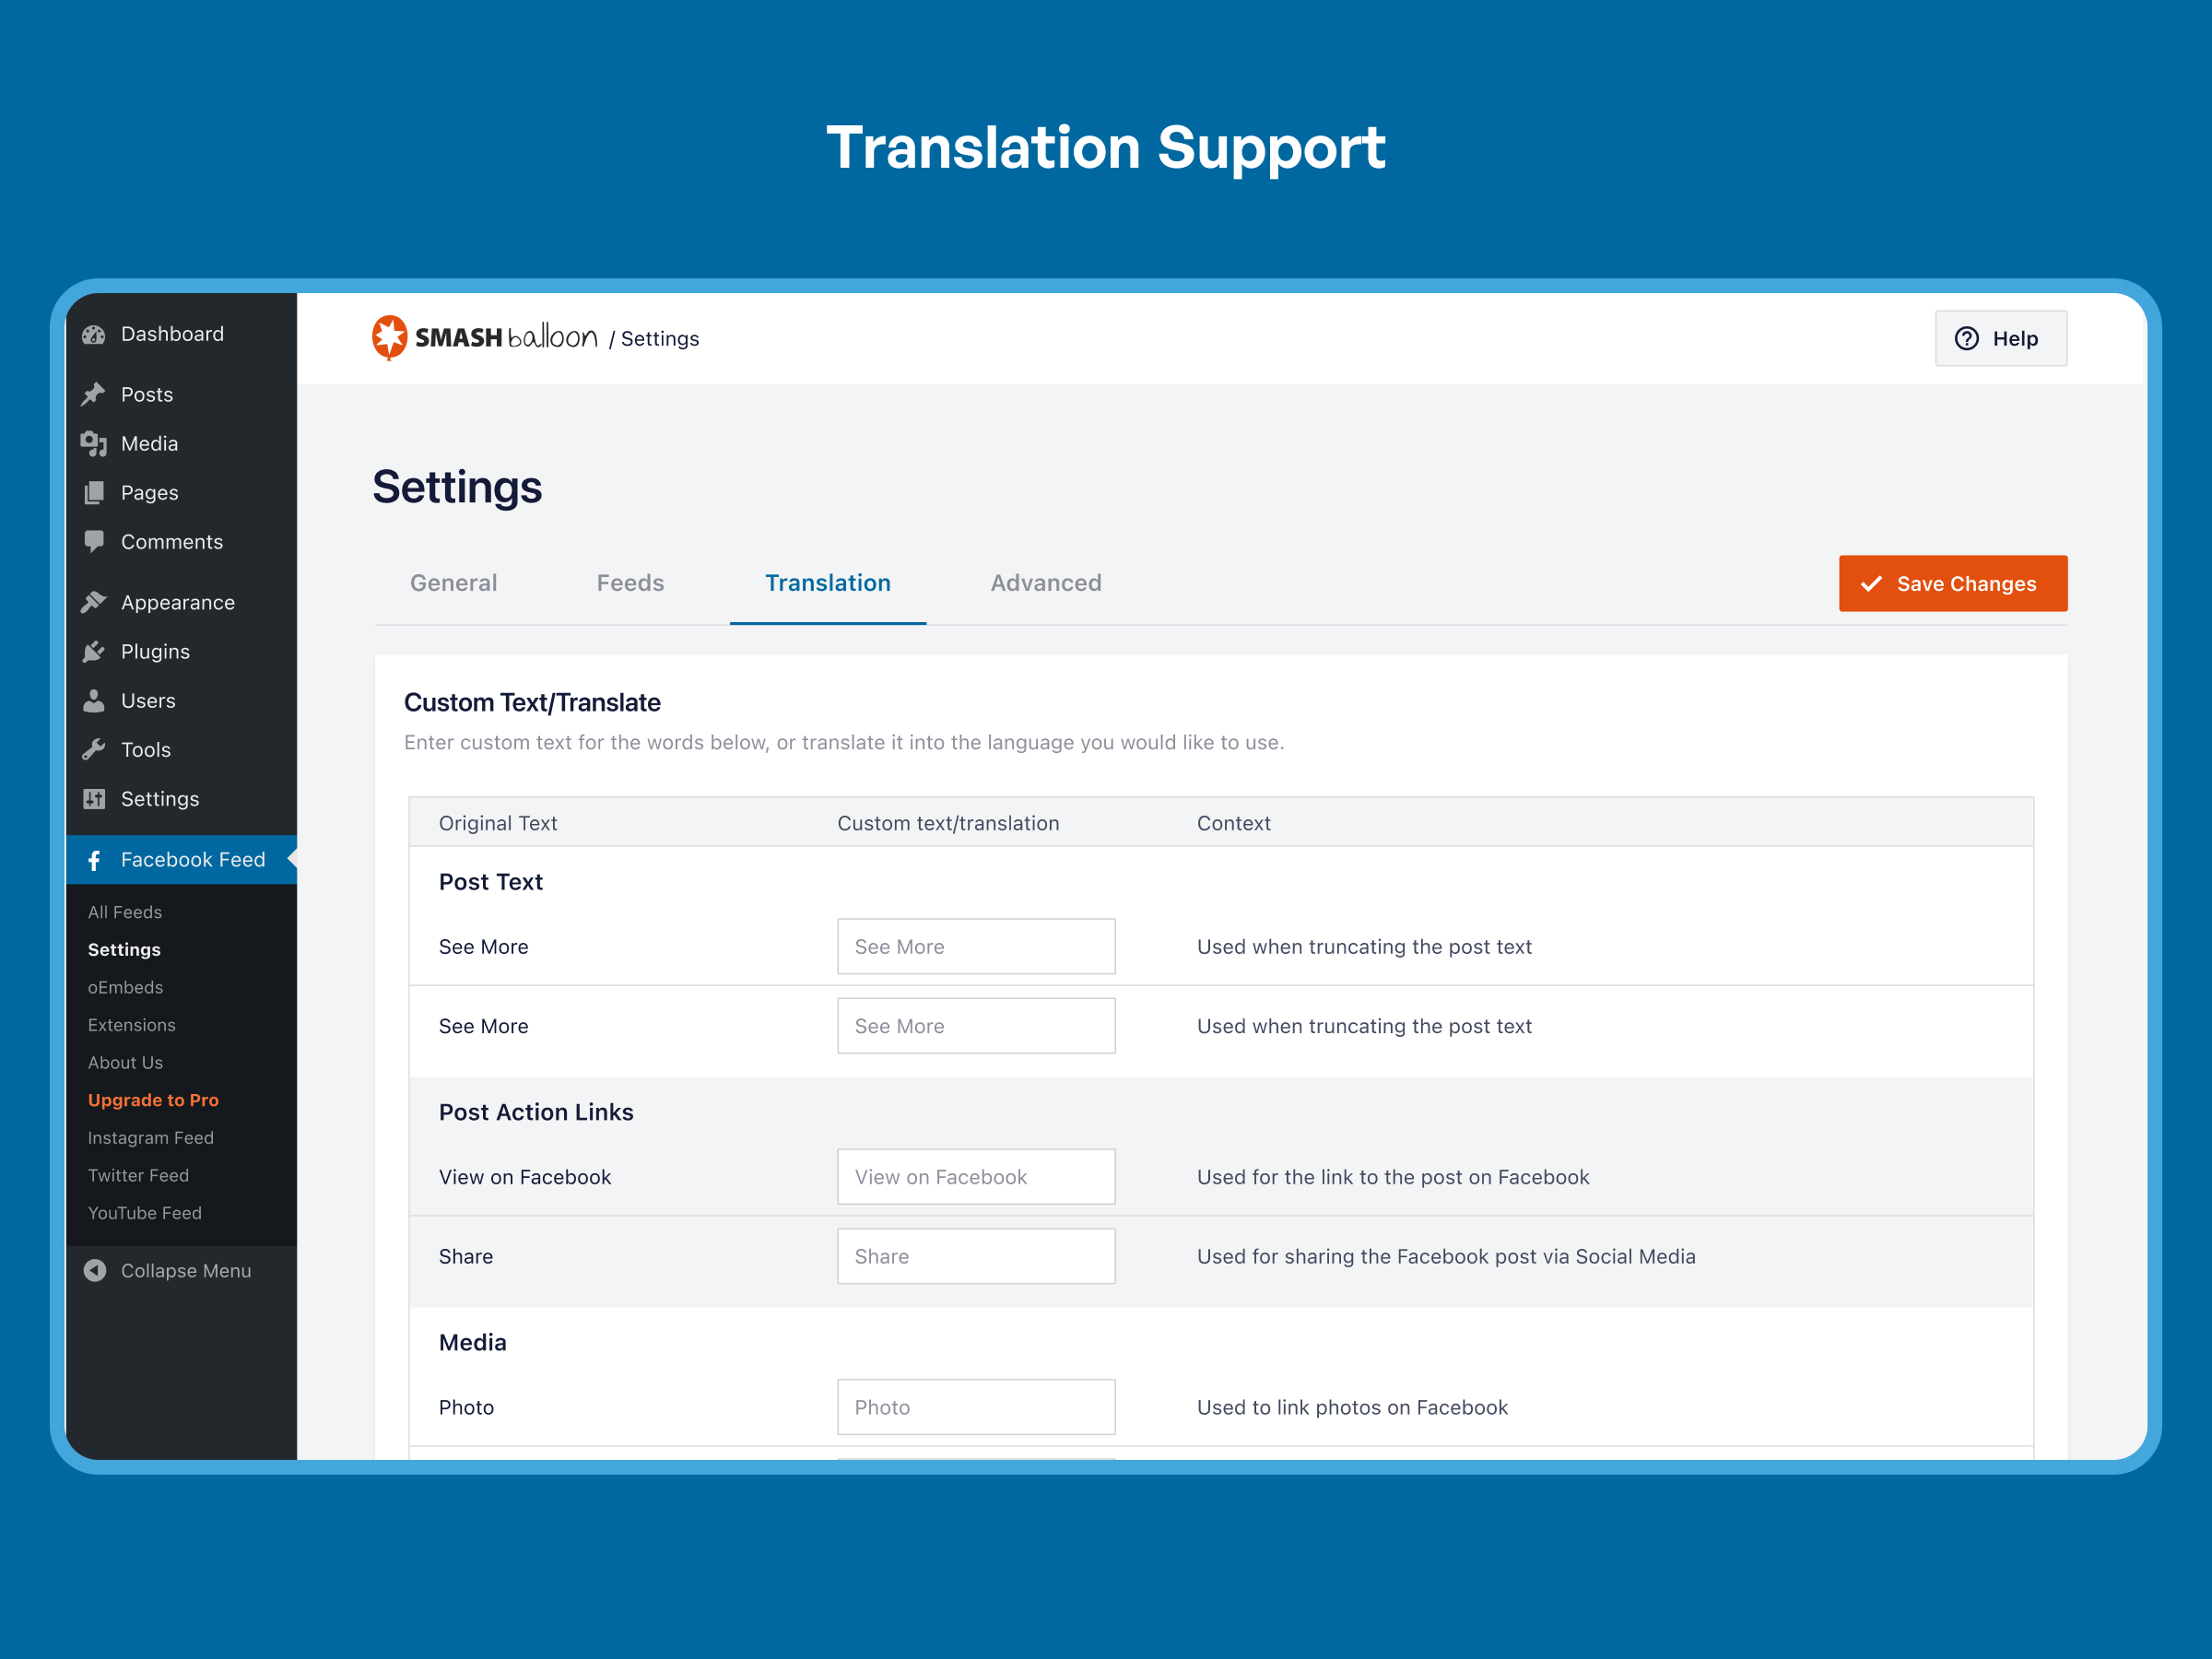 Translation Support
Dashboard
Posts
Media
Pages
Comments
Appearance
Plugins
Users
Tools
Settings
Facebook Feed
All Feeds
Settings
oEmbeds
Extensions
About Us
Upgrade to Pro
Instagram Feed
Twitter Feed
YouTube Feed
Collapse Menu
SMASH balloon / Settings
Help
Settings
General Feeds Translation Advanced
Save Changes
Custom Text/Translate
Enter custom text for the words below, or translate it into the language you would like to use.
Original Text Custom text/translation Context
Post Text
See More See More Used when truncating the post text
See More See More Used when truncating the post text
Post Action Links
View on Facebook View on Facebook Used for the link to the post on Facebook
Share Share Used for sharing the Facebook post via Social Media
Media
Photo Photo Used to link photos on Facebook